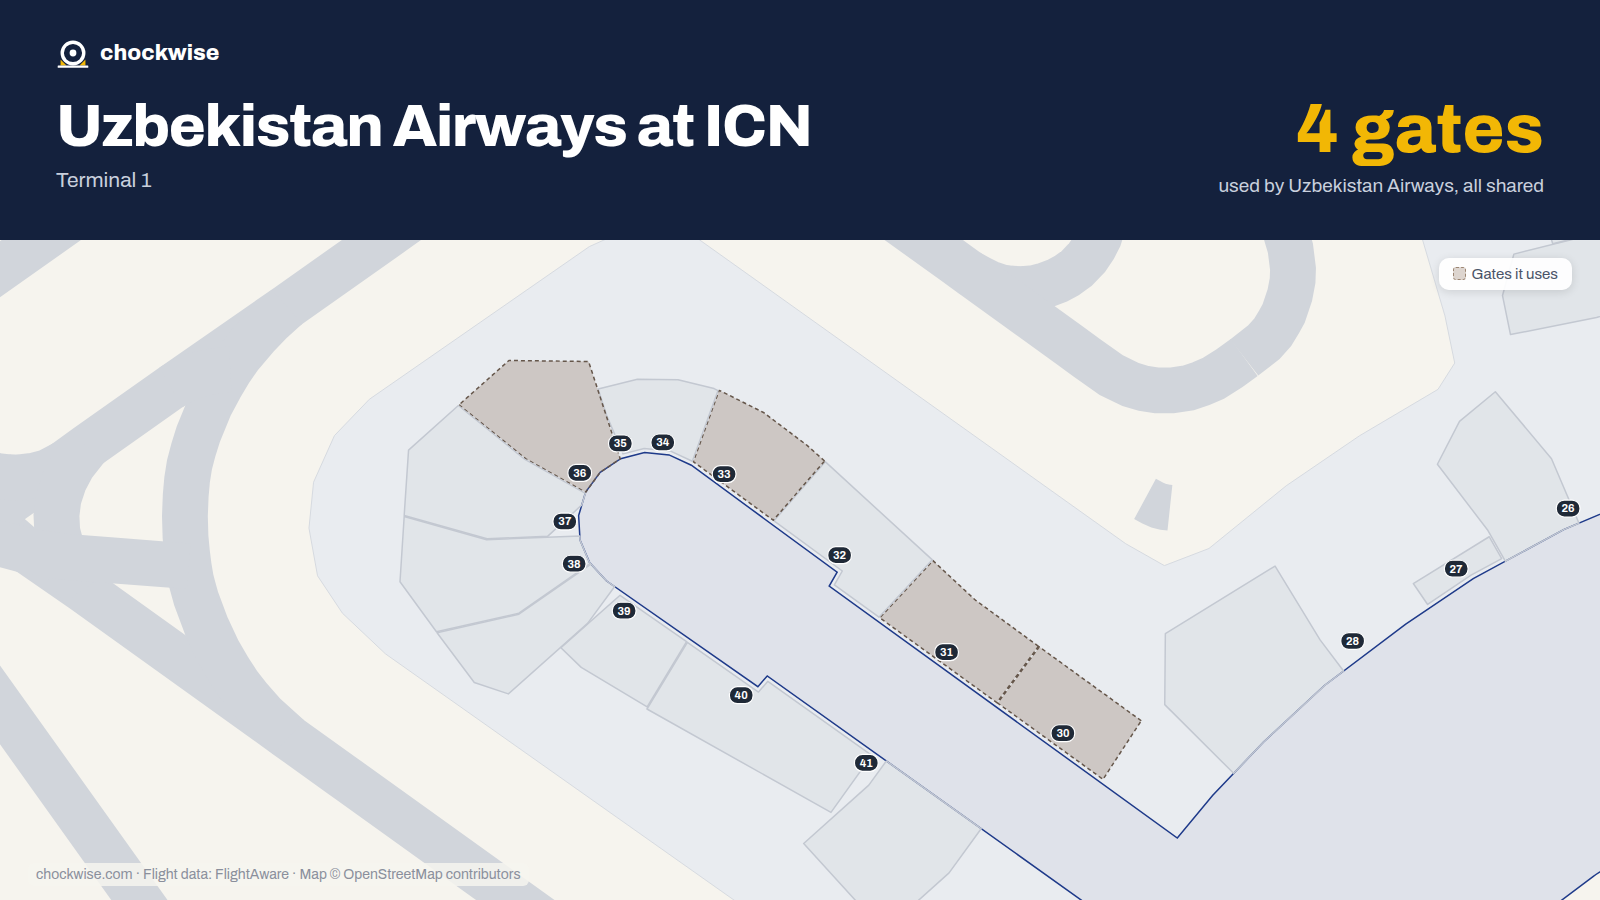 chockwise
Uzbekistan Airways at ICN
Terminal 1
4 gates
used by Uzbekistan Airways, all shared
Gates it uses
35
34
36
33
37
38
39
32
31
30
40
41
26
27
28
chockwise.com · Flight data: FlightAware · Map © OpenStreetMap contributors